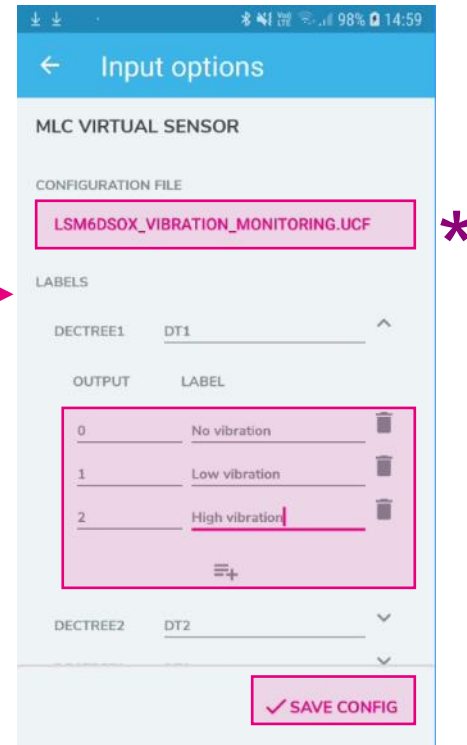 98% 14:59
Input options
MLC VIRTUAL SENSOR
CONFIGURATION FILE
LSM6DSOX_VIBRATION_MONITORING.UCF
*
LABELS
DECTREE1 DT1
OUTPUT LABEL
0 No vibration
1 Low vibration
2 High vibration
DECTREE2 DT2
SAVE CONFIG